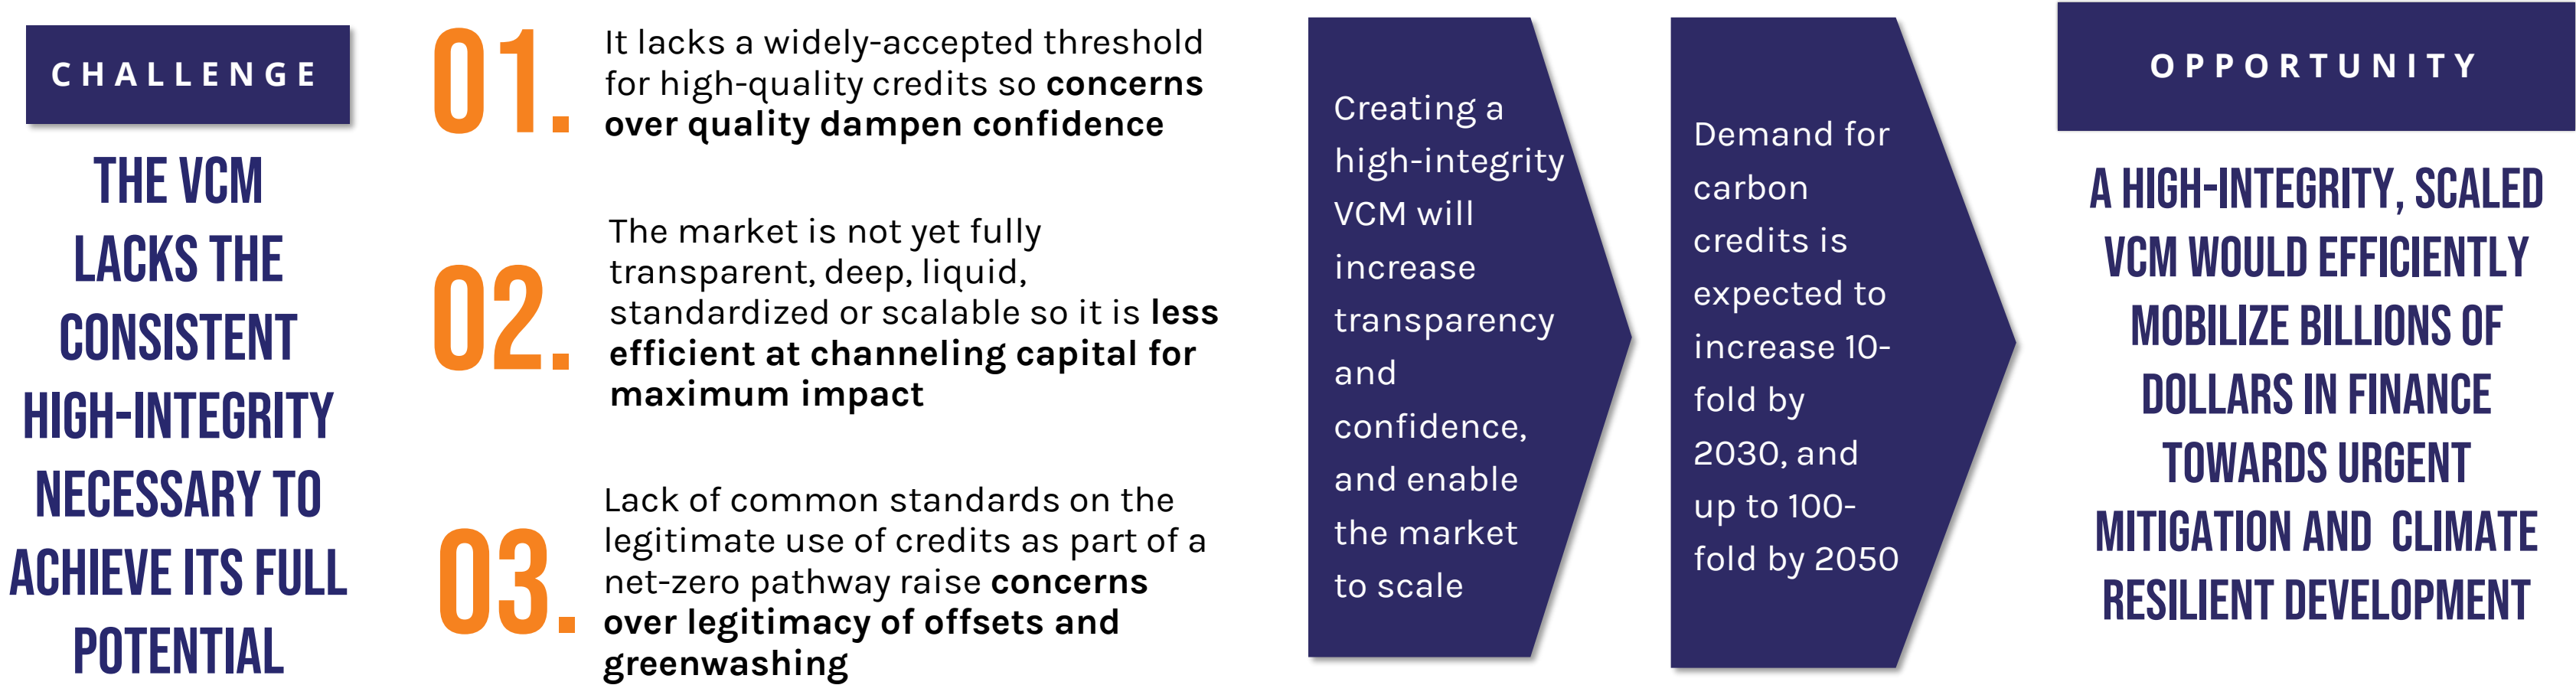 CHALLENGE
THE VCM
LACKS THE
CONSISTENT
HIGH-INTEGRITY
NECESSARY TO
ACHIEVE ITS FULL
POTENTIAL
01.
It lacks a widely-accepted threshold
for high-quality credits so concerns
over quality dampen confidence
02.
The market is not yet fully
transparent, deep, liquid,
standardized or scalable so it is less
efficient at channeling capital for
maximum impact
03.
Lack of common standards on the
legitimate use of credits as part of a
net-zero pathway raise concerns
over legitimacy of offsets and
greenwashing
Creating a
high-integrity
VCM will
increase
transparency
and
confidence,
and enable
the market
to scale
Demand for
carbon
credits is
expected to
increase 10-
fold by
2030, and
up to 100-
fold by 2050
OPPORTUNITY
A HIGH-INTEGRITY, SCALED
VCM WOULD EFFICIENTLY
MOBILIZE BILLIONS OF
DOLLARS IN FINANCE
TOWARDS URGENT
MITIGATION AND CLIMATE
RESILIENT DEVELOPMENT